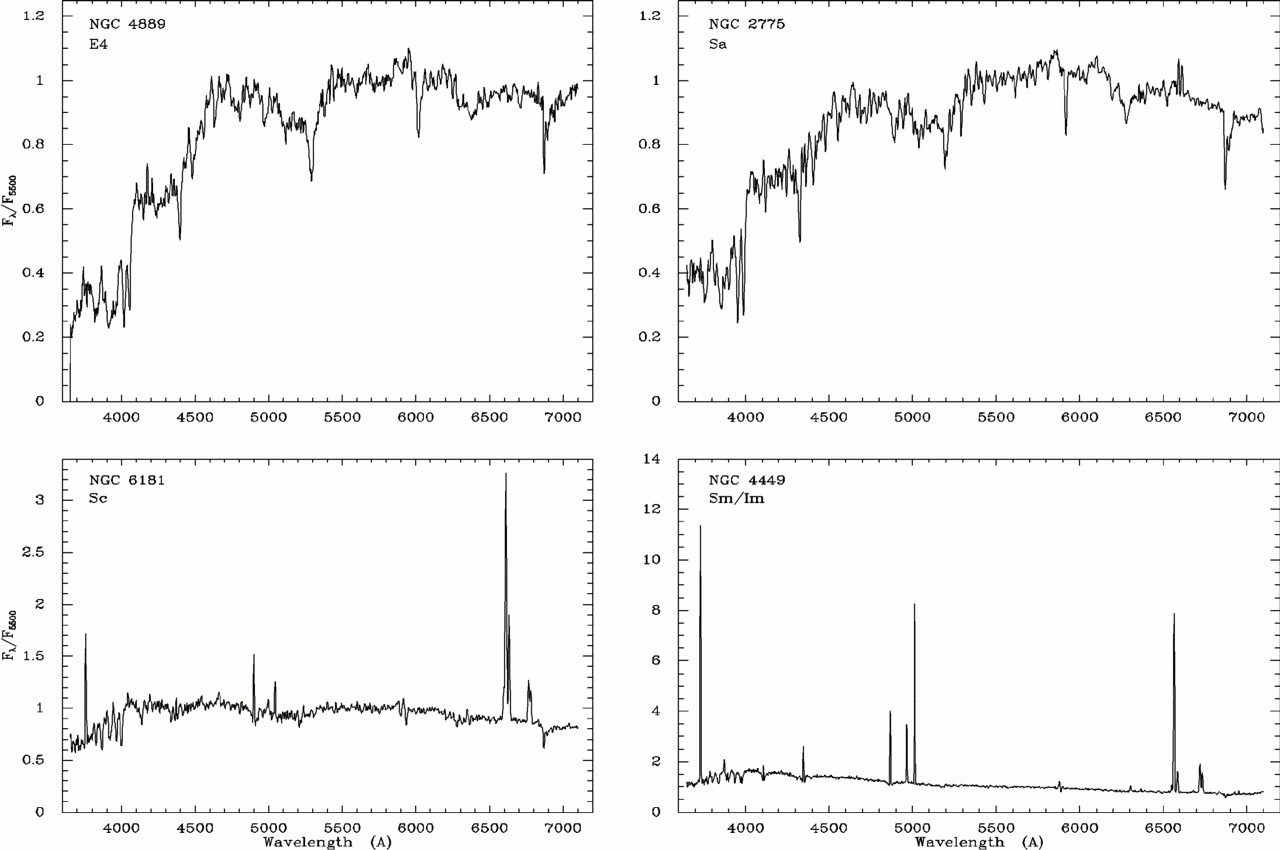 NGC 4889
E4
1.2
1
0.8
0.6
0.4
0.2
0
Fλ/F5500
4000 4500 5000 5500 6000 6500 7000
NGC 2775
Sa
1.2
1
0.8
0.6
0.4
0.2
0
4000 4500 5000 5500 6000 6500 7000
NGC 6181
Sc
3
2.5
2
1.5
1
0.5
0
Fλ/F5500
4000 4500 5000 5500 6000 6500 7000
Wavelength (A)
NGC 4449
Sm/Im
14
12
10
8
6
4
2
0
4000 4500 5000 5500 6000 6500 7000
Wavelength (A)